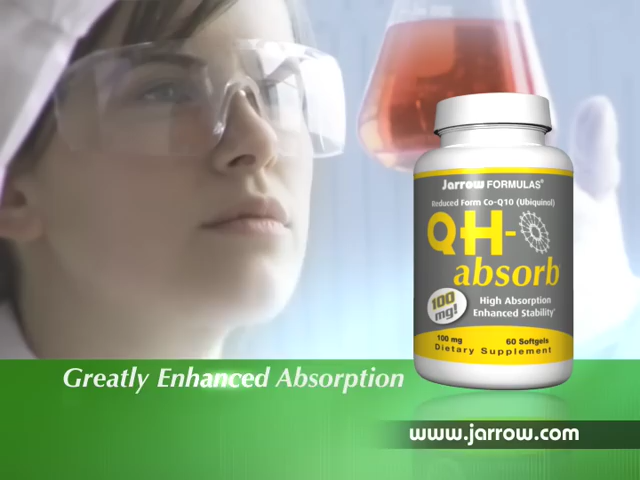 Jarrow FORMULAS®
Reduced Form Co-Q10 (Ubiquinol)
QH-
absorb
100
mg!
High Absorption
Enhanced Stability*
100 mg
60 Softgels
Dietary Supplement
Greatly Enhanced Absorption
www.jarrow.com